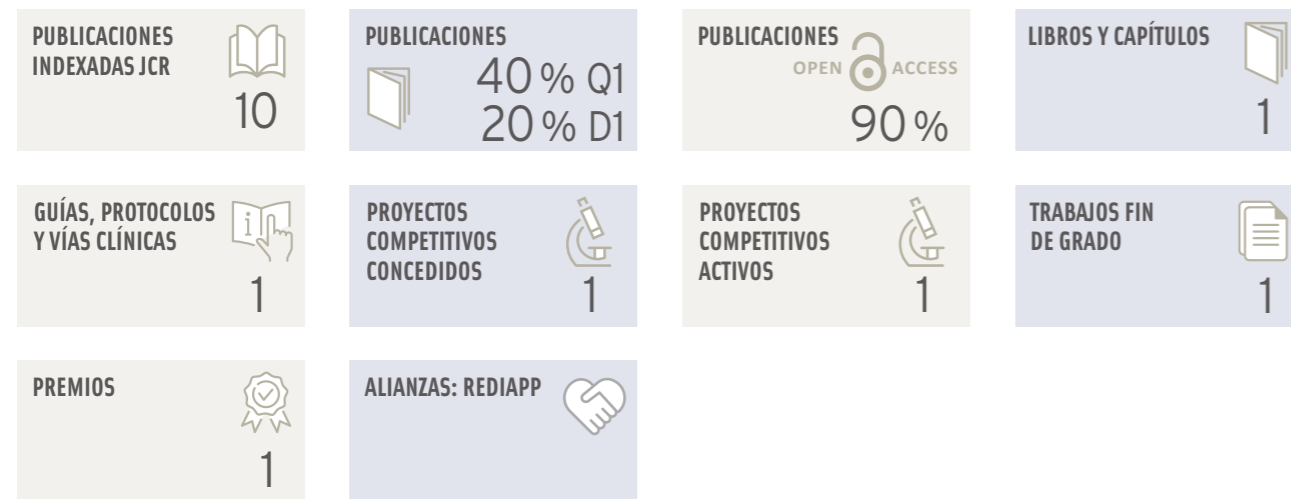 PUBLICACIONES
INDEXADAS JCR
10
PUBLICACIONES
40 % Q1
20 % D1
PUBLICACIONES
OPEN ACCESS
90 %
LIBROS Y CAPÍTULOS
1
GUÍAS, PROTOCOLOS
Y VÍAS CLÍNICAS
i
1
PROYECTOS
COMPETITIVOS
CONCEDIDOS
1
PROYECTOS
COMPETITIVOS
ACTIVOS
1
TRABAJOS FIN
DE GRADO
1
PREMIOS
1
ALIANZAS: REDIAPP